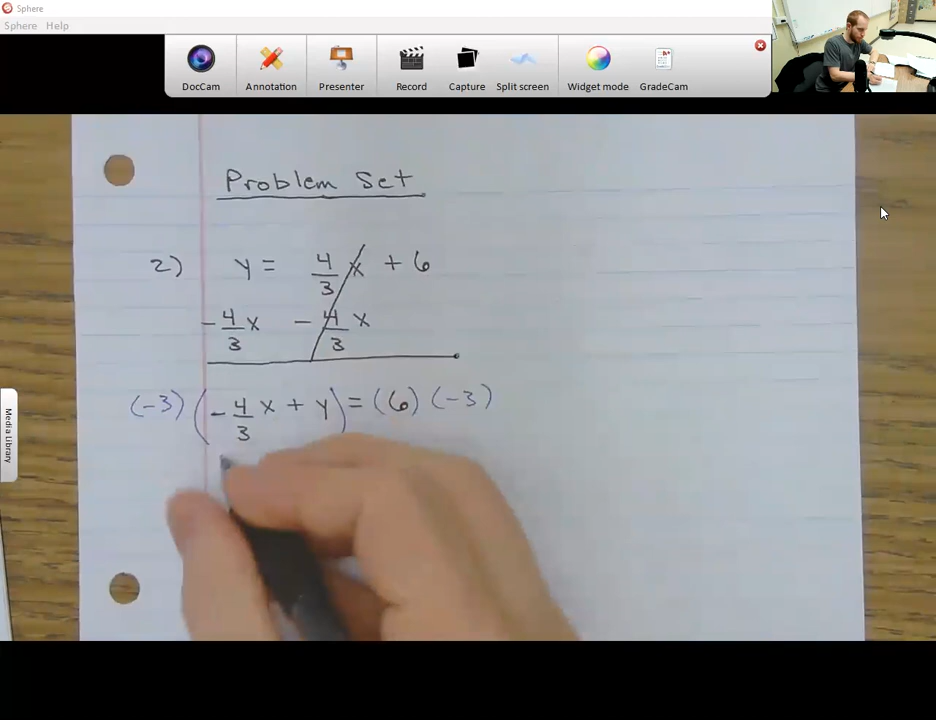 Sphere
Sphere Help
DocCam Annotation Presenter Record Capture Split screen Widget mode GradeCam
Media Library
Problem Set
2) y = 4/3 x + 6
- 4/3 x - 4/3 x
(-3) (- 4/3 x + y) = (6) (-3)